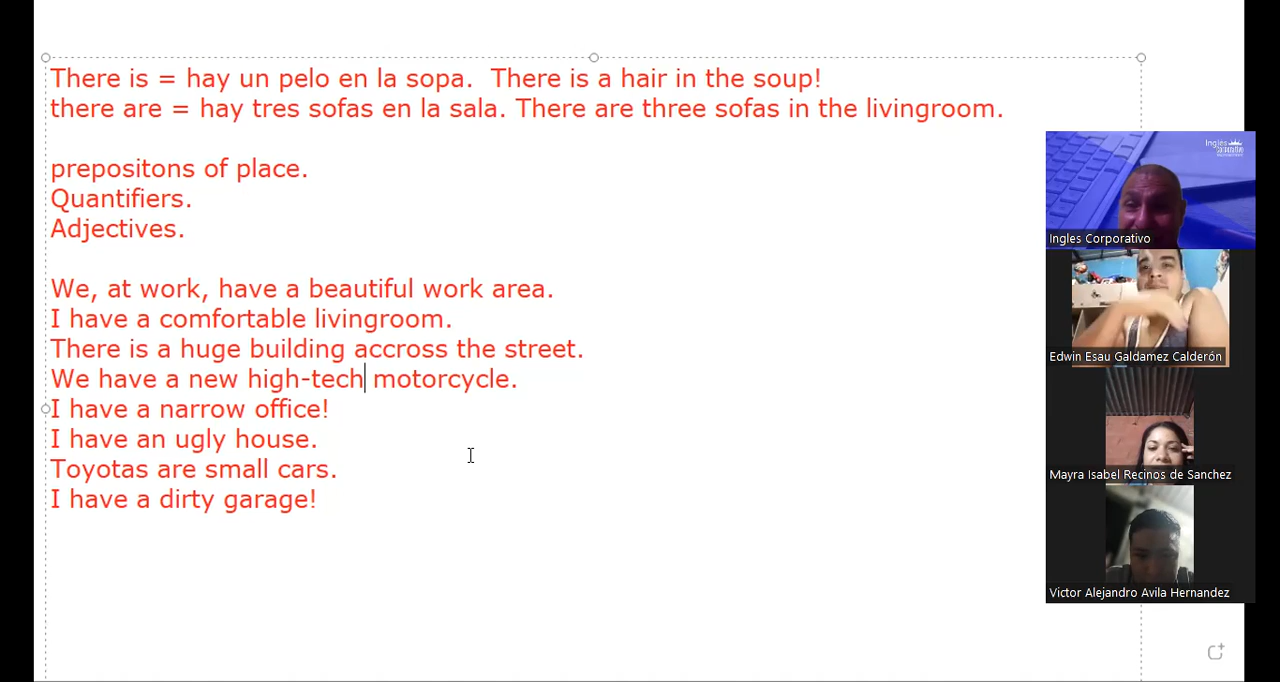 There is = hay un pelo en la sopa.  There is a hair in the soup!
there are = hay tres sofas en la sala. There are three sofas in the livingroom.
prepositons of place.
Quantifiers.
Adjectives.
We, at work, have a beautiful work area.
I have a comfortable livingroom.
There is a huge building accross the street.
We have a new high-tech motorcycle.
I have a narrow office!
I have an ugly house.
Toyotas are small cars.
I have a dirty garage!
Ingles
Ingles Corporativo
Edwin Esau Galdamez Calderón
Mayra Isabel Recinos de Sanchez
Victor Alejandro Avila Hernandez